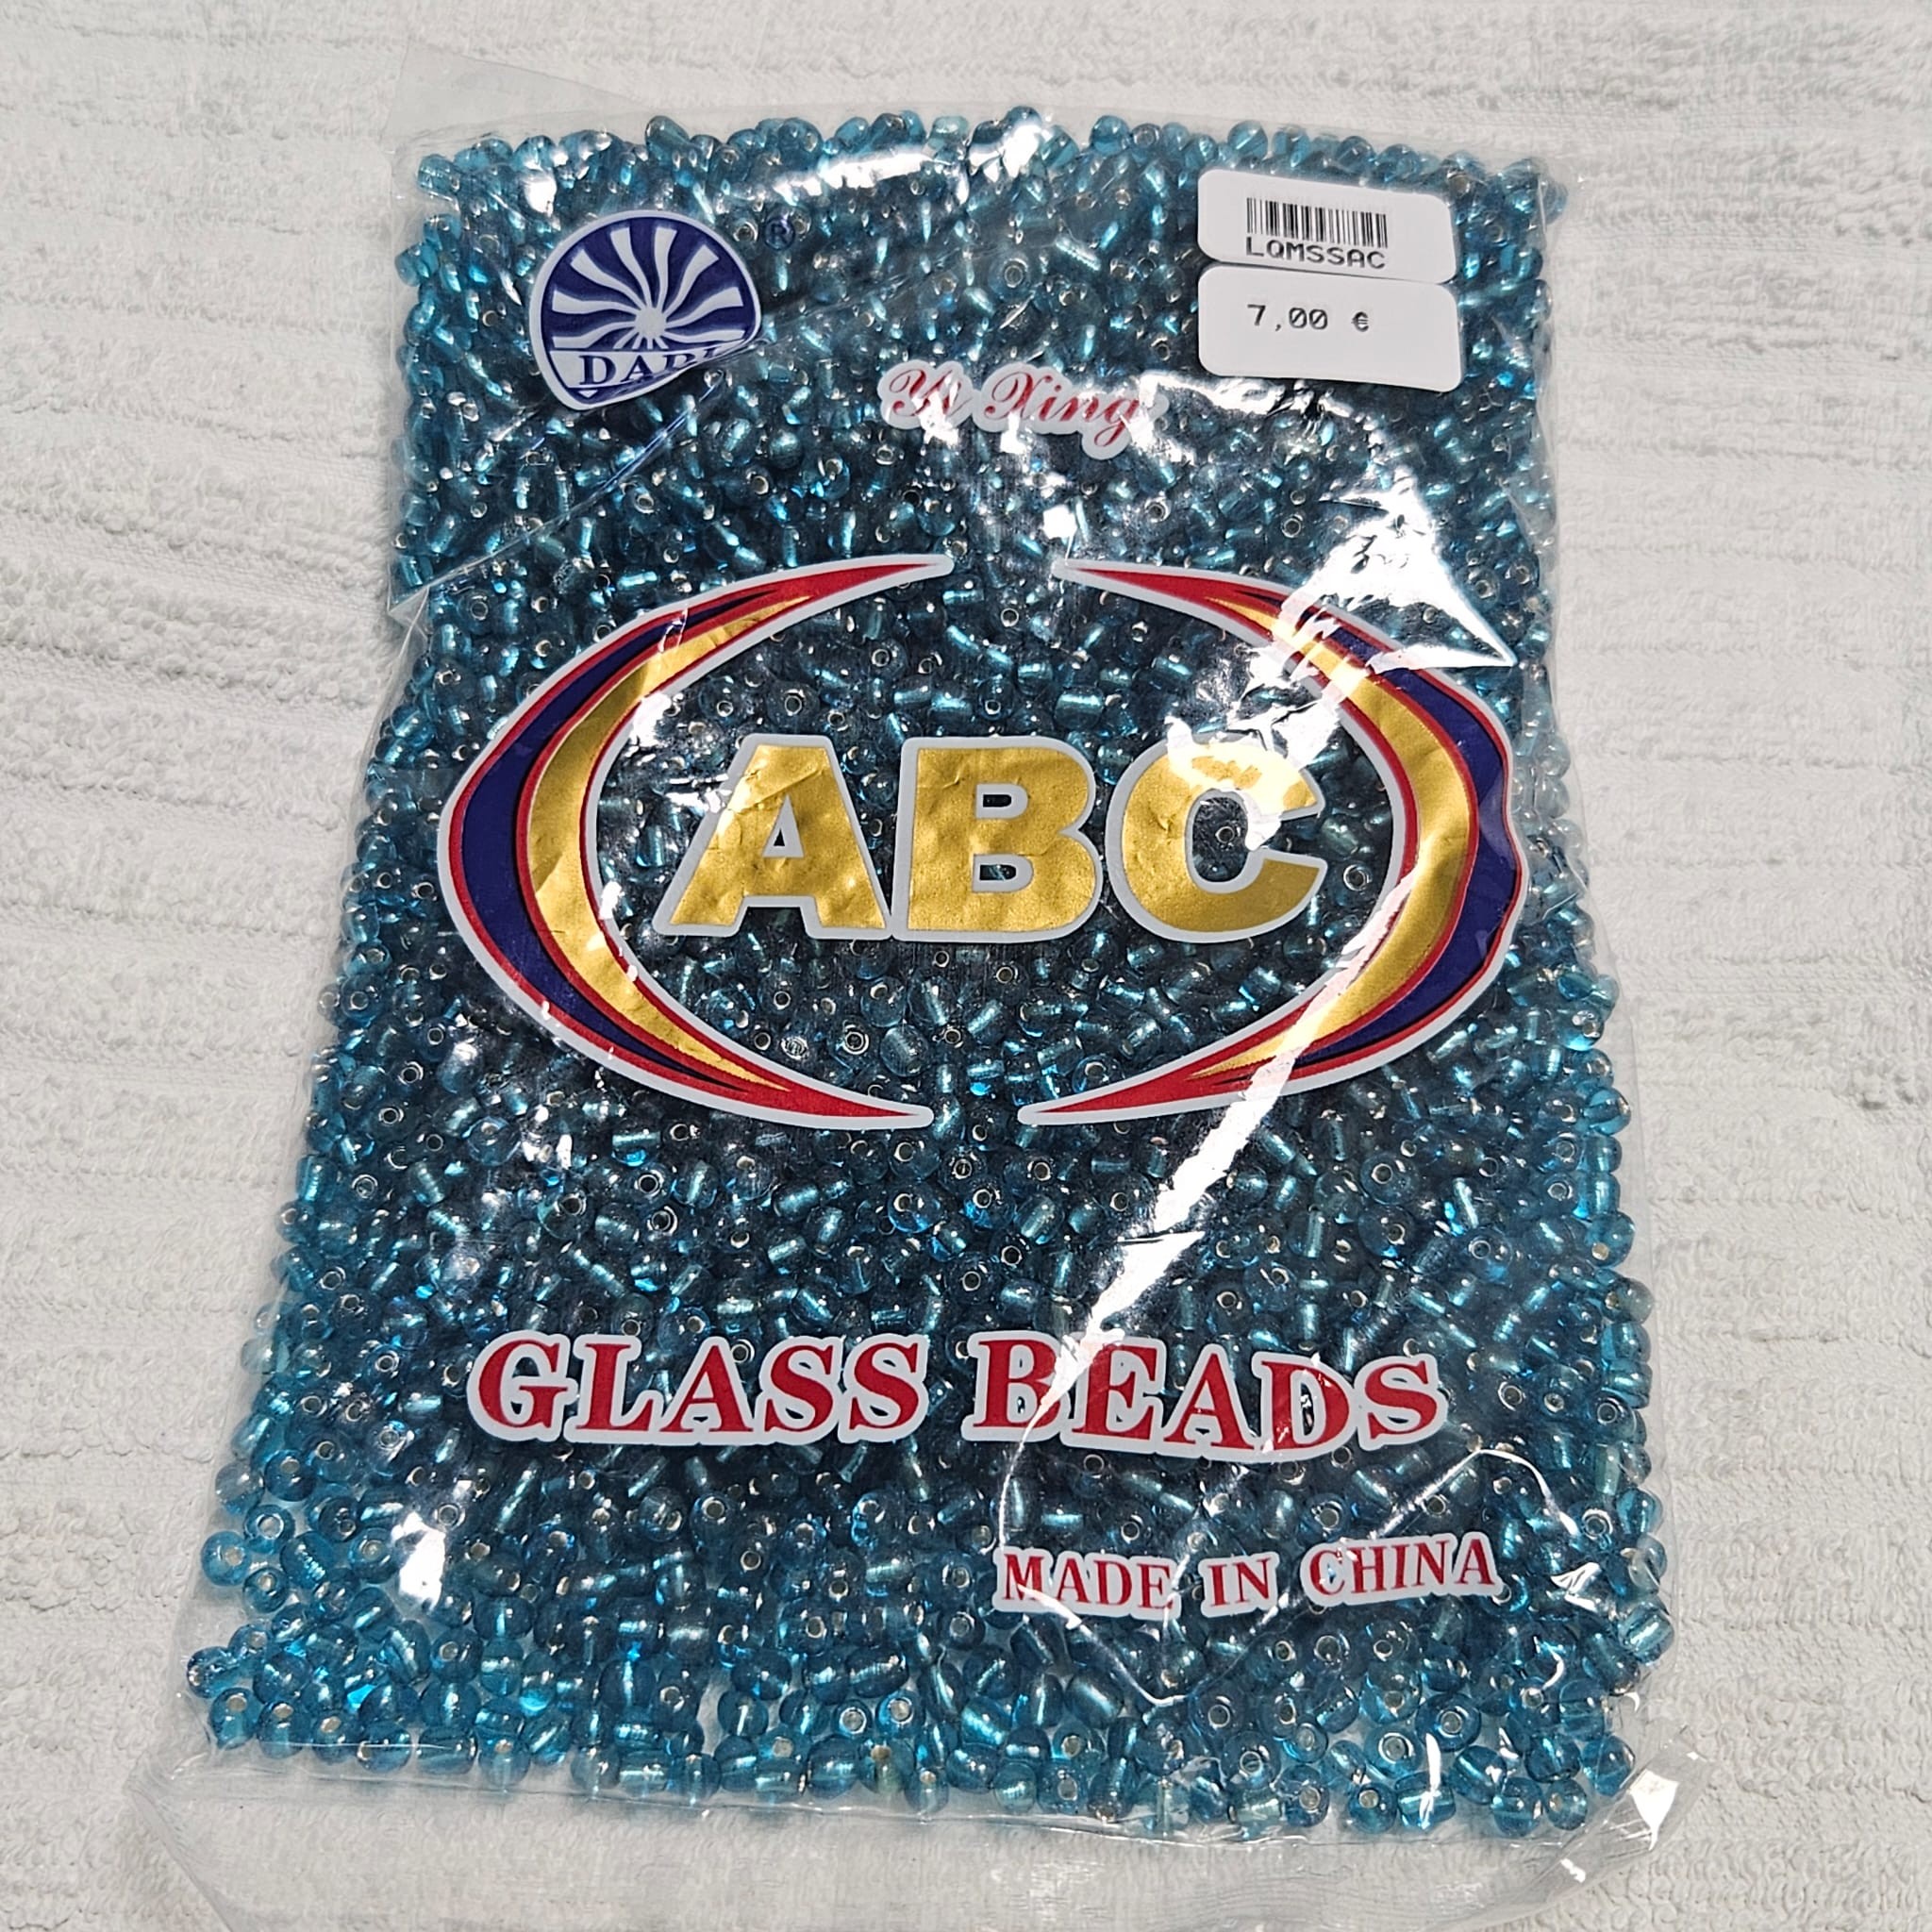 LQMSSAC
7,00 €
®
Yi Xing
ABC
GLASS BEADS
MADE IN CHINA